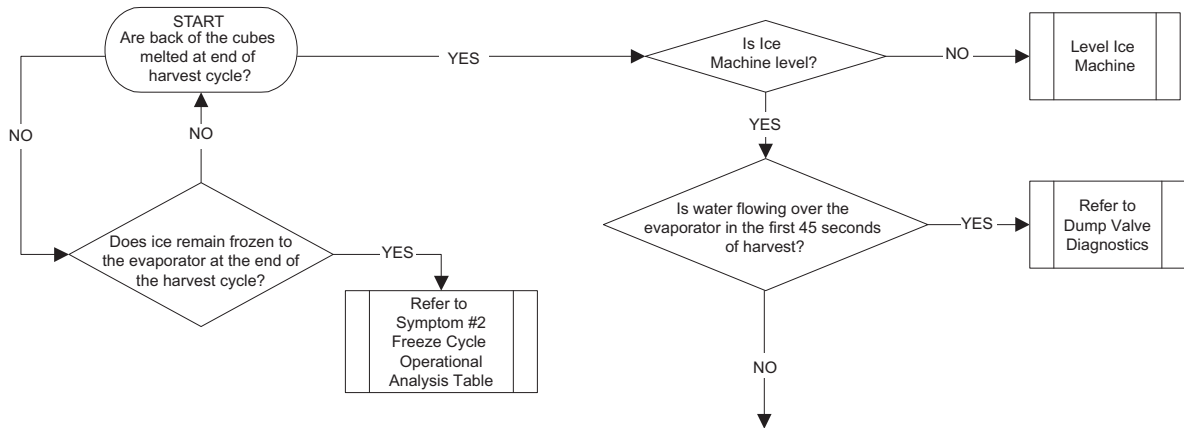 START
Are back of the cubes
melted at end of
harvest cycle?
YES
Is Ice
Machine level?
NO
Level Ice
Machine
NO
NO
YES
Does ice remain frozen to
the evaporator at the end of
the harvest cycle?
YES
Refer to
Symptom #2
Freeze Cycle
Operational
Analysis Table
Is water flowing over the
evaporator in the first 45 seconds
of harvest?
YES
Refer to
Dump Valve
Diagnostics
NO